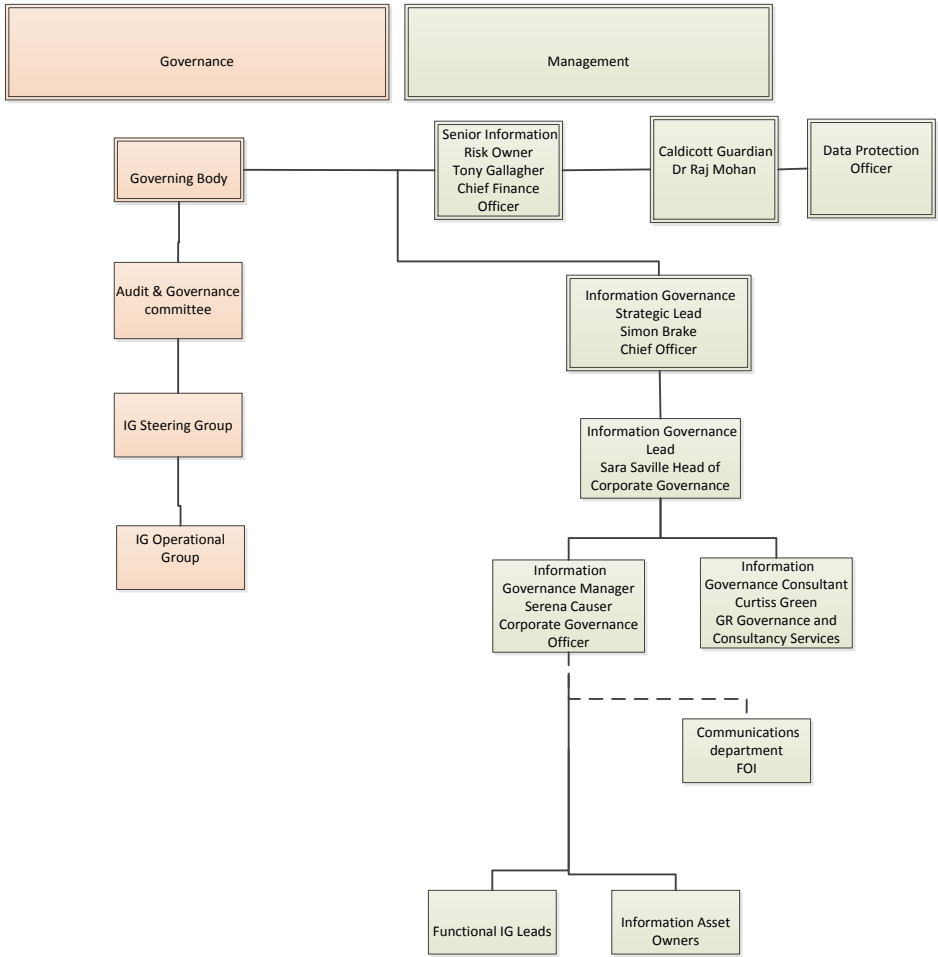 Governance
Management
Senior Information
Risk Owner
Tony Gallagher
Chief Finance
Officer
Caldicott Guardian
Dr Raj Mohan
Data Protection
Officer
Governing Body
Audit & Governance
committee
Information Governance
Strategic Lead
Simon Brake
Chief Officer
IG Steering Group
Information Governance
Lead
Sara Saville Head of
Corporate Governance
IG Operational
Group
Information
Governance Manager
Serena Causer
Corporate Governance
Officer
Information
Governance Consultant
Curtiss Green
GR Governance and
Consultancy Services
Communications
department
FOI
Functional IG Leads
Information Asset
Owners